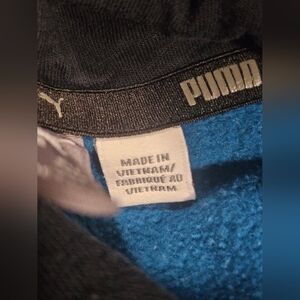 PUMA
MADE IN
VIETNAM/
FABRIQUÉ AU
VIETNAM